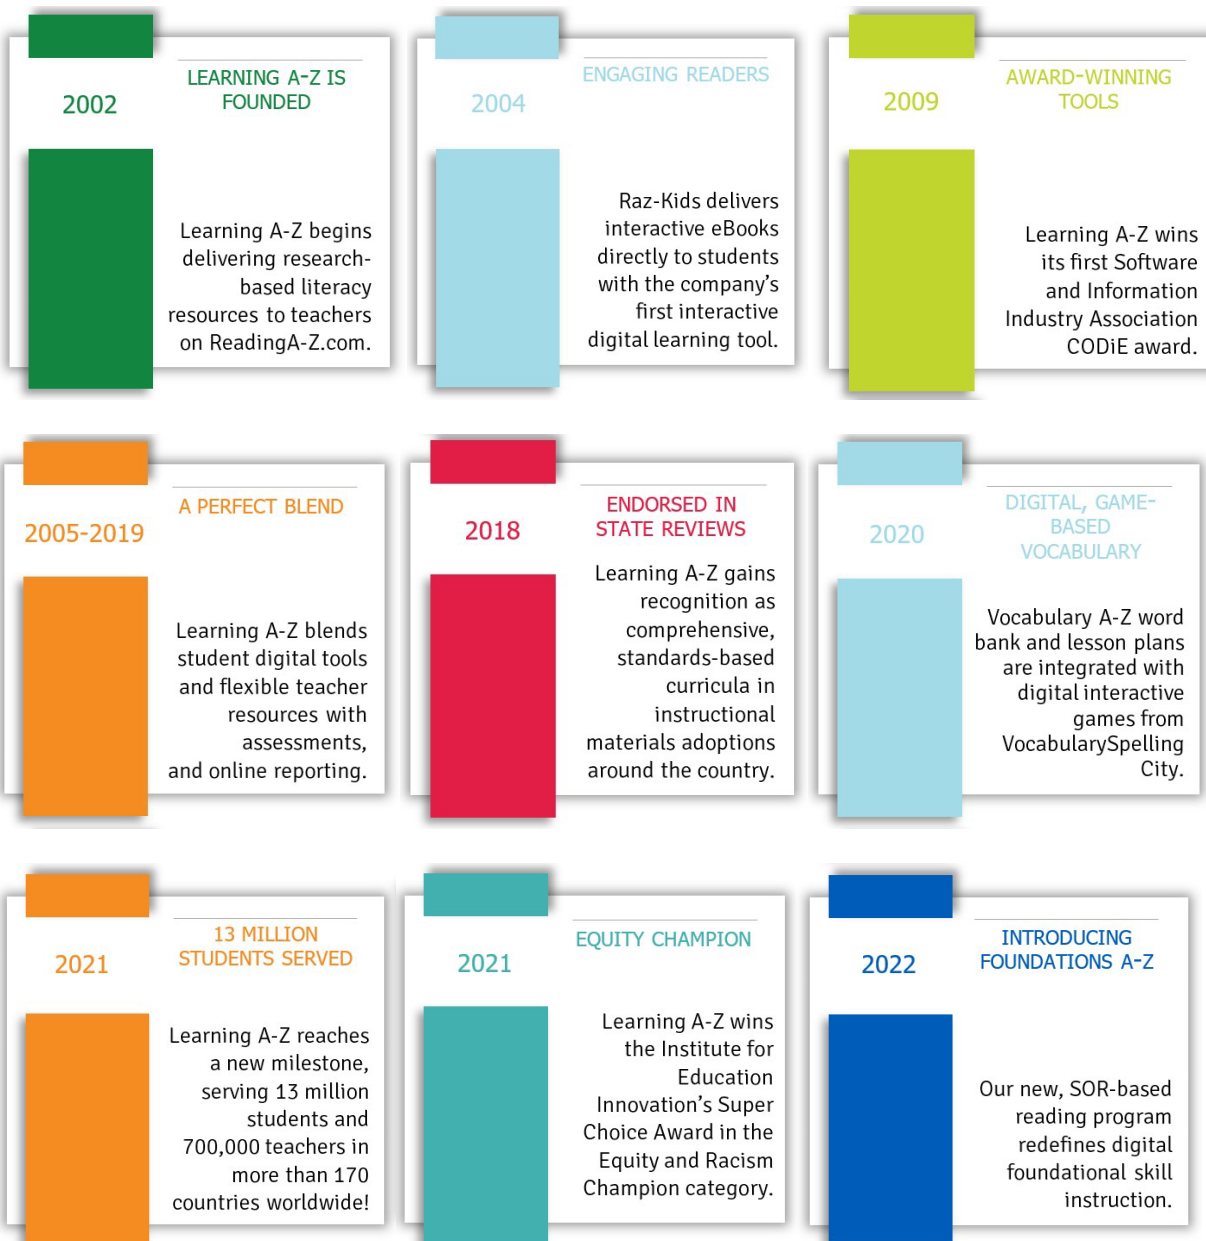 2002
LEARNING A-Z IS
FOUNDED
Learning A-Z begins
delivering research-
based literacy
resources to teachers
on ReadingA-Z.com.
2004
ENGAGING READERS
Raz-Kids delivers
interactive eBooks
directly to students
with the company's
first interactive
digital learning tool.
2009
AWARD-WINNING
TOOLS
Learning A-Z wins
its first Software
and Information
Industry Association
CODiE award.
2005-2019
A PERFECT BLEND
Learning A-Z blends
student digital tools
and flexible teacher
resources with
assessments,
and online reporting.
2018
ENDORSED IN
STATE REVIEWS
Learning A-Z gains
recognition as
comprehensive,
standards-based
curricula in
instructional
materials adoptions
around the country.
2020
DIGITAL, GAME-
BASED
VOCABULARY
Vocabulary A-Z word
bank and lesson plans
are integrated with
digital interactive
games from
VocabularySpelling
City.
2021
13 MILLION
STUDENTS SERVED
Learning A-Z reaches
a new milestone,
serving 13 million
students and
700,000 teachers in
more than 170
countries worldwide!
2021
EQUITY CHAMPION
Learning A-Z wins
the Institute for
Education
Innovation's Super
Choice Award in the
Equity and Racism
Champion category.
2022
INTRODUCING
FOUNDATIONS A-Z
Our new, SOR-based
reading program
redefines digital
foundational skill
instruction.